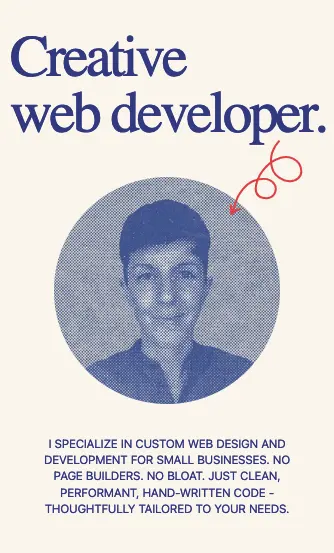 Creative
web developer.
I SPECIALIZE IN CUSTOM WEB DESIGN AND
DEVELOPMENT FOR SMALL BUSINESSES. NO
PAGE BUILDERS. NO BLOAT. JUST CLEAN,
PERFORMANT, HAND-WRITTEN CODE -
THOUGHTFULLY TAILORED TO YOUR NEEDS.